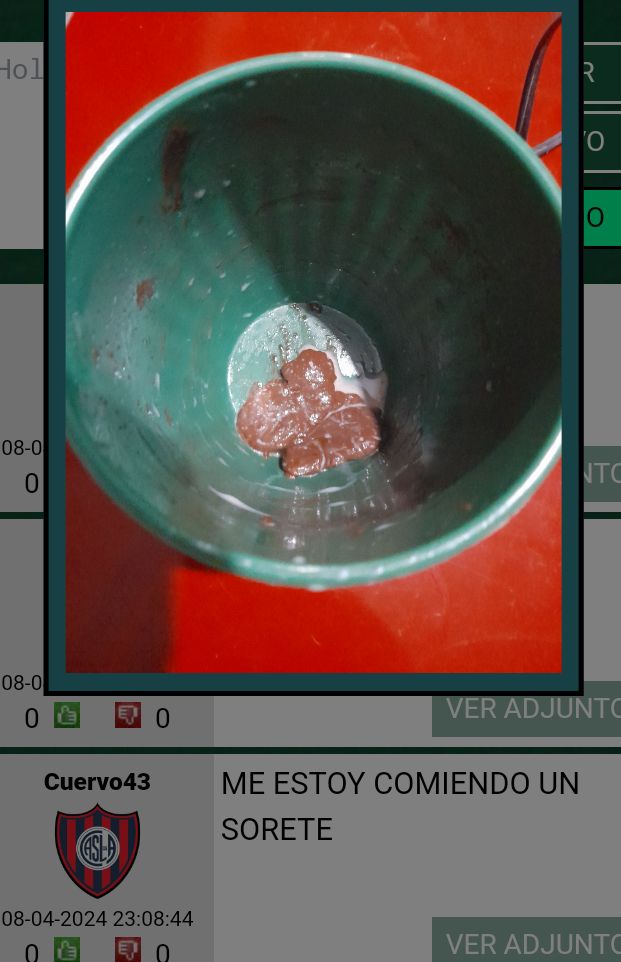 Hol
R
VO
O
08-0
0
NTO
08-0
0 0
VER ADJUNTO
Cuervo43
CASLA
ME ESTOY COMIENDO UN
SORETE
08-04-2024 23:08:44
0 0
VER ADJUNTO